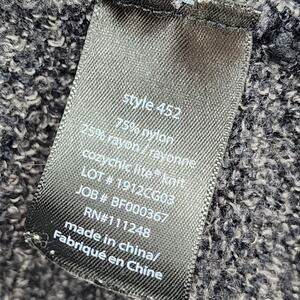 style 452
75% nylon
25% rayon / rayonne
cozychic lite® knit
LOT # 1912CG03
JOB # BF000367
RN#111248
made in china/
Fabriqué en Chine